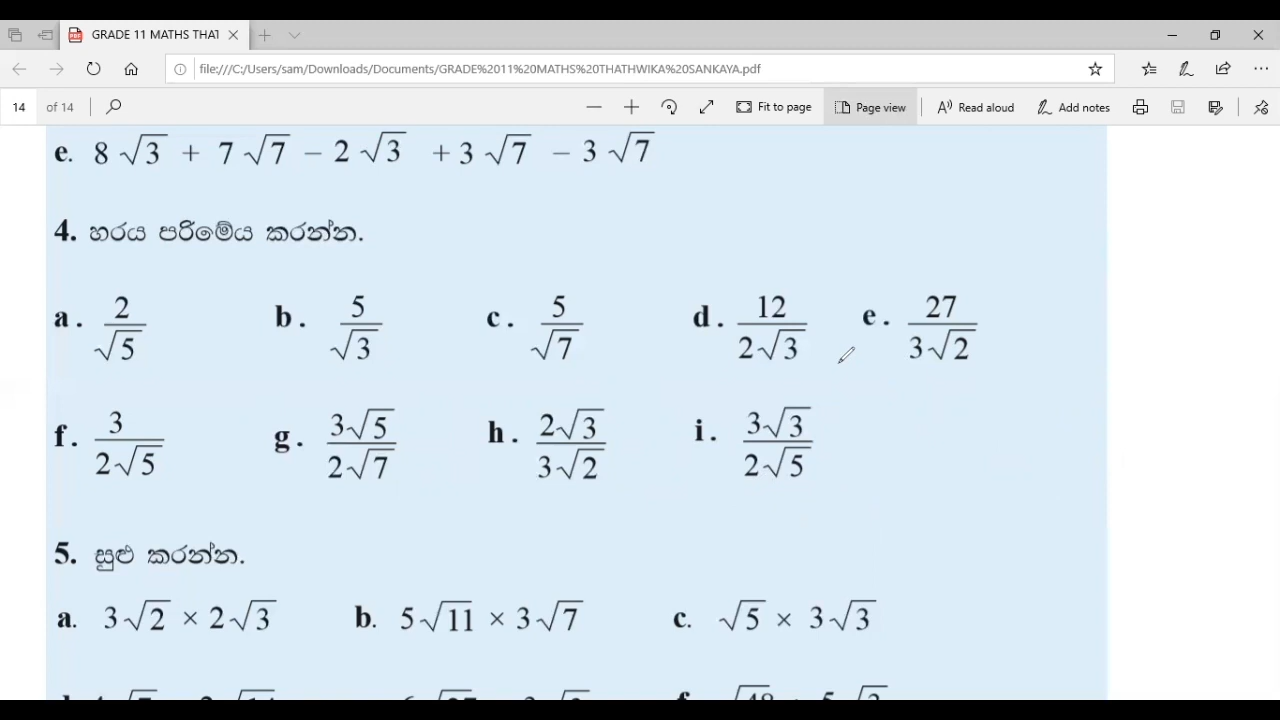 GRADE 11 MATHS THAT
file:///C:/Users/sam/Downloads/Documents/GRADE%2011%20MATHS%20THATHWIKA%20SANKAYA.pdf
14 of 14 Fit to page Page view Read aloud Add notes
e. 8 √3 + 7 √7 − 2 √3 + 3 √7 − 3 √7
4. හරය පරිමේය කරන්න.
a . 2/√5 b . 5/√3 c . 5/√7 d . 12/2√3 e . 27/3√2
f . 3/2√5 g . 3√5/2√7 h . 2√3/3√2 i . 3√3/2√5
5. සුළු කරන්න.
a. 3√2 × 2√3 b. 5√11 × 3√7 c. √5 × 3√3